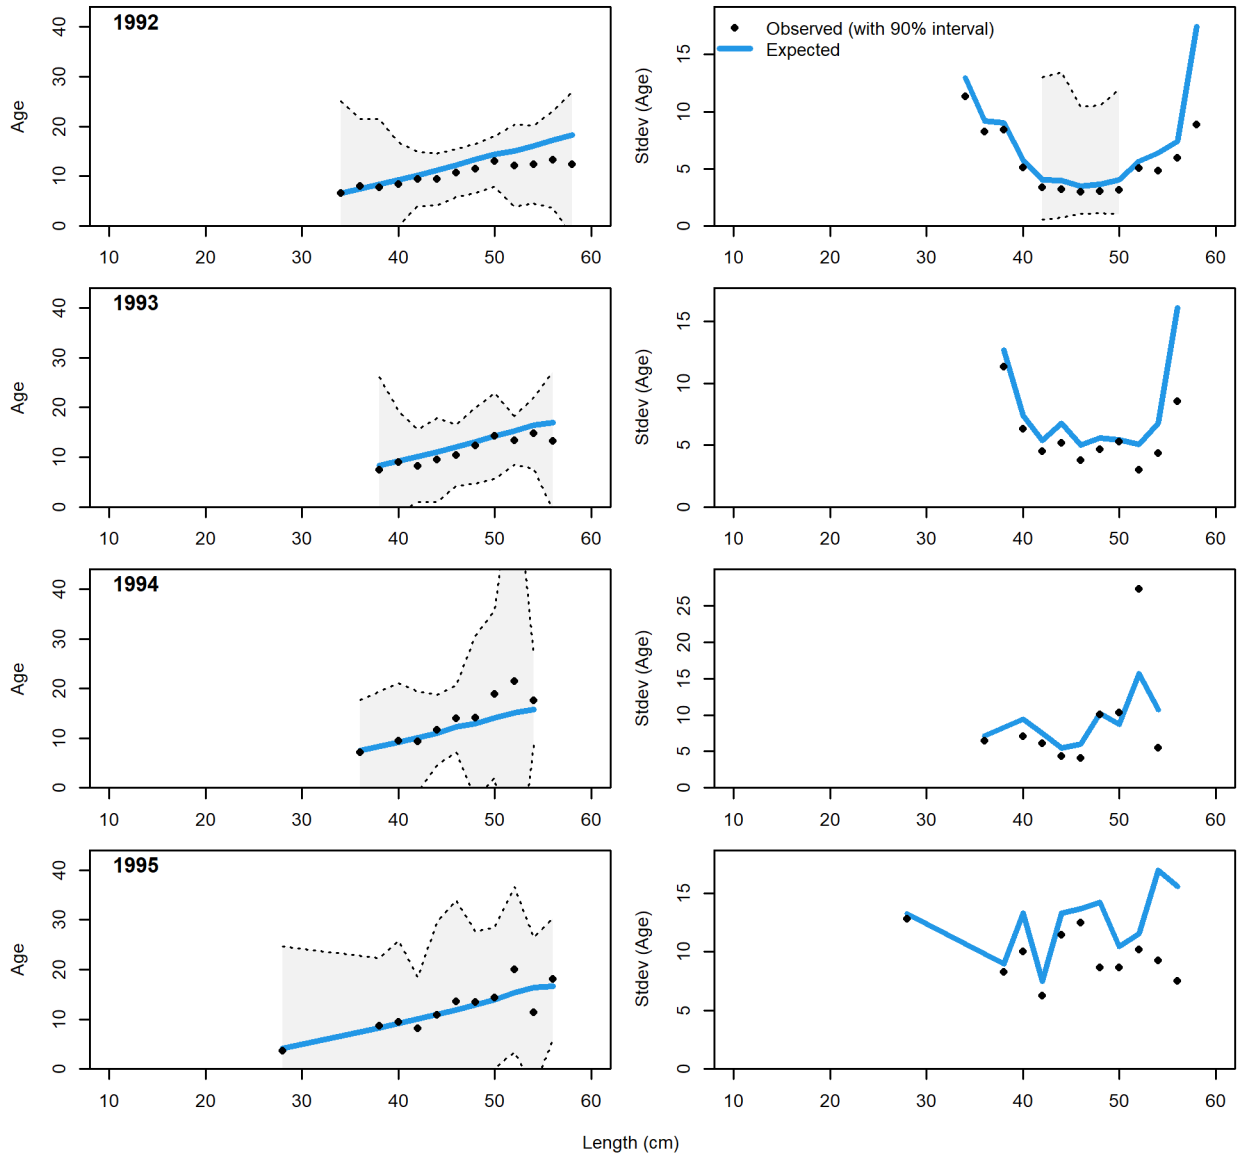 1992
Age
0 10 20 30 40
10 20 30 40 50 60
Observed (with 90% interval)
Expected
Stdev (Age)
0 5 10 15
10 20 30 40 50 60
1993
Age
0 10 20 30 40
10 20 30 40 50 60
Stdev (Age)
0 5 10 15
10 20 30 40 50 60
1994
Age
0 10 20 30 40
10 20 30 40 50 60
Stdev (Age)
0 5 10 15 20 25
10 20 30 40 50 60
1995
Age
0 10 20 30 40
10 20 30 40 50 60
Stdev (Age)
0 5 10 15
10 20 30 40 50 60
Length (cm)